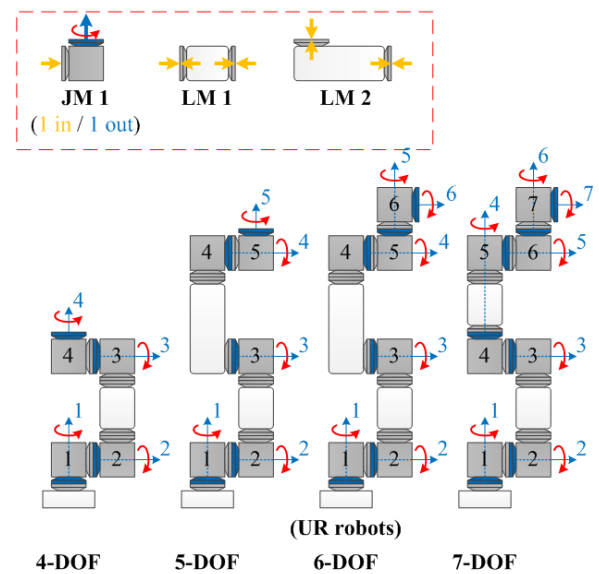 JM 1 LM 1 LM 2
(1 in / 1 out)
5 6
5 6 6 7 7
4 4 5 4 4 5 4 5 6 5
4
4 3 3 3 3 3 3 4 3 3
1 1 1 1
1 2 2 1 2 2 1 2 2 1 2 2
(UR robots)
4-DOF 5-DOF 6-DOF 7-DOF